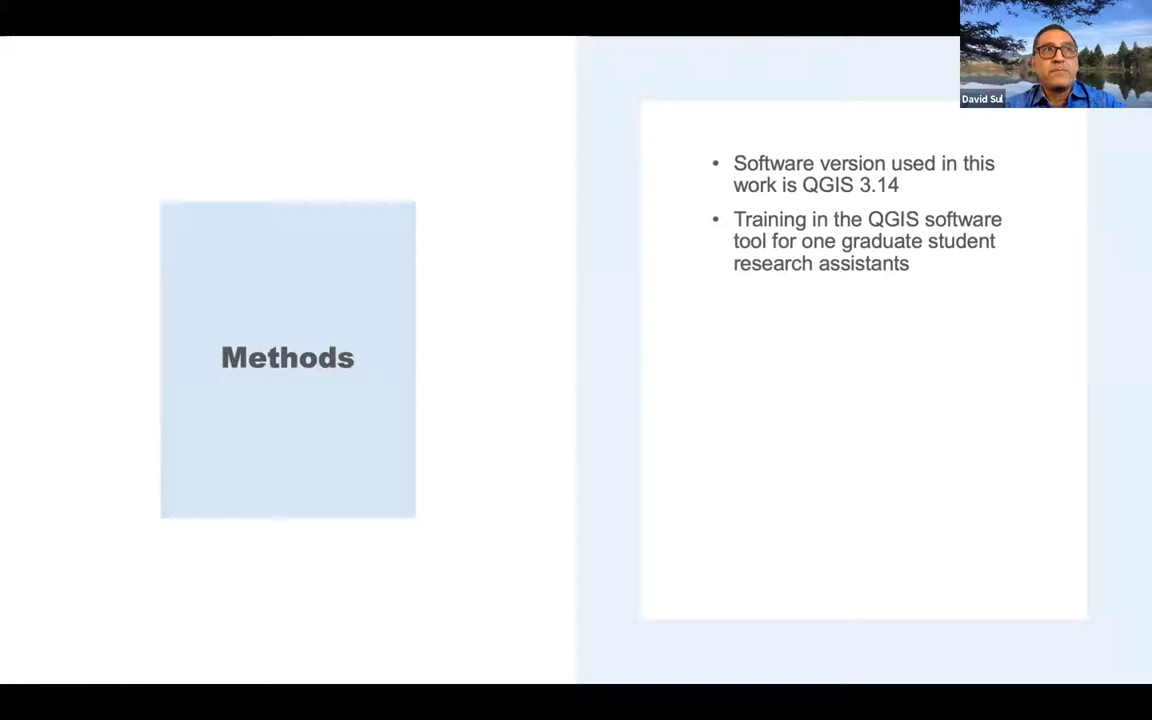 David Sul
Methods
• Software version used in this
work is QGIS 3.14
• Training in the QGIS software
tool for one graduate student
research assistants